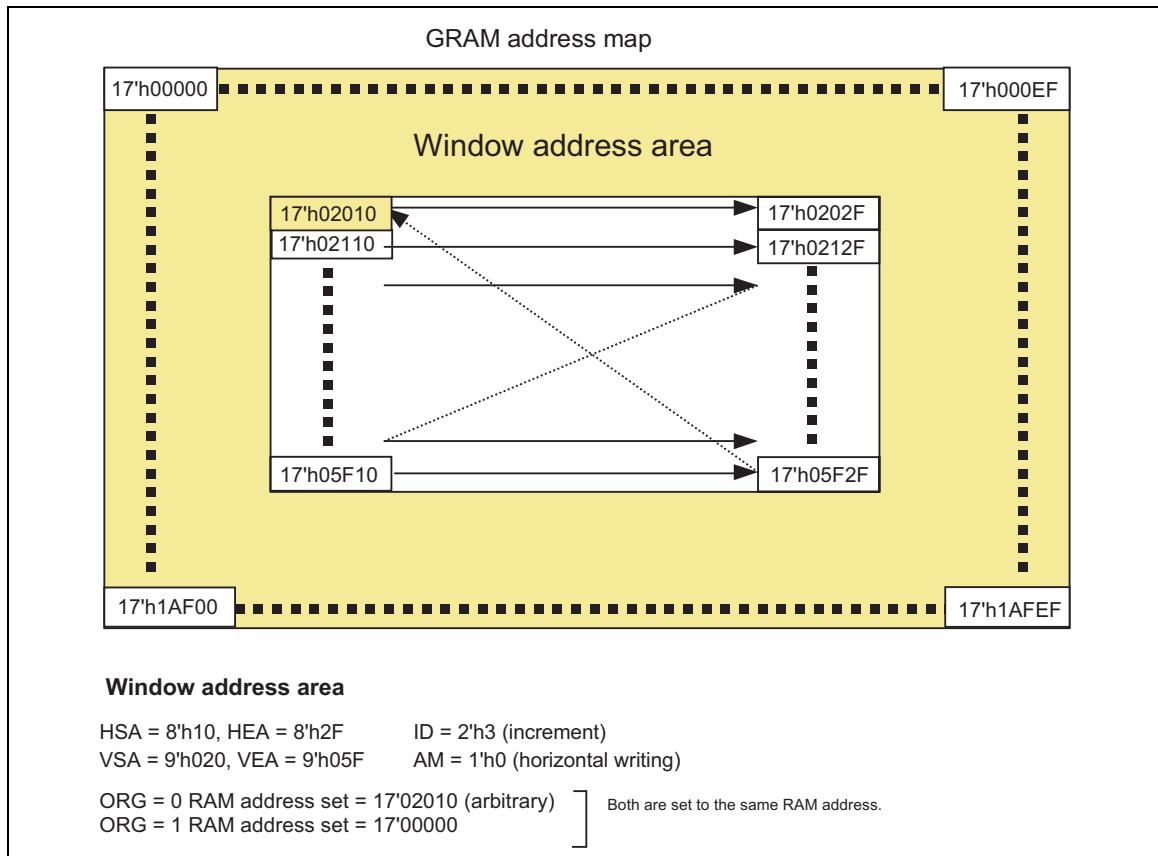 GRAM address map
17'h00000
17'h000EF
Window address area
17'h02010
17'h0202F
17'h02110
17'h0212F
17'h05F10
17'h05F2F
17'h1AF00
17'h1AFEF
Window address area
HSA = 8'h10, HEA = 8'h2F ID = 2'h3 (increment)
VSA = 9'h020, VEA = 9'h05F AM = 1'h0 (horizontal writing)
ORG = 0 RAM address set = 17'02010 (arbitrary)
Both are set to the same RAM address.
ORG = 1 RAM address set = 17'00000